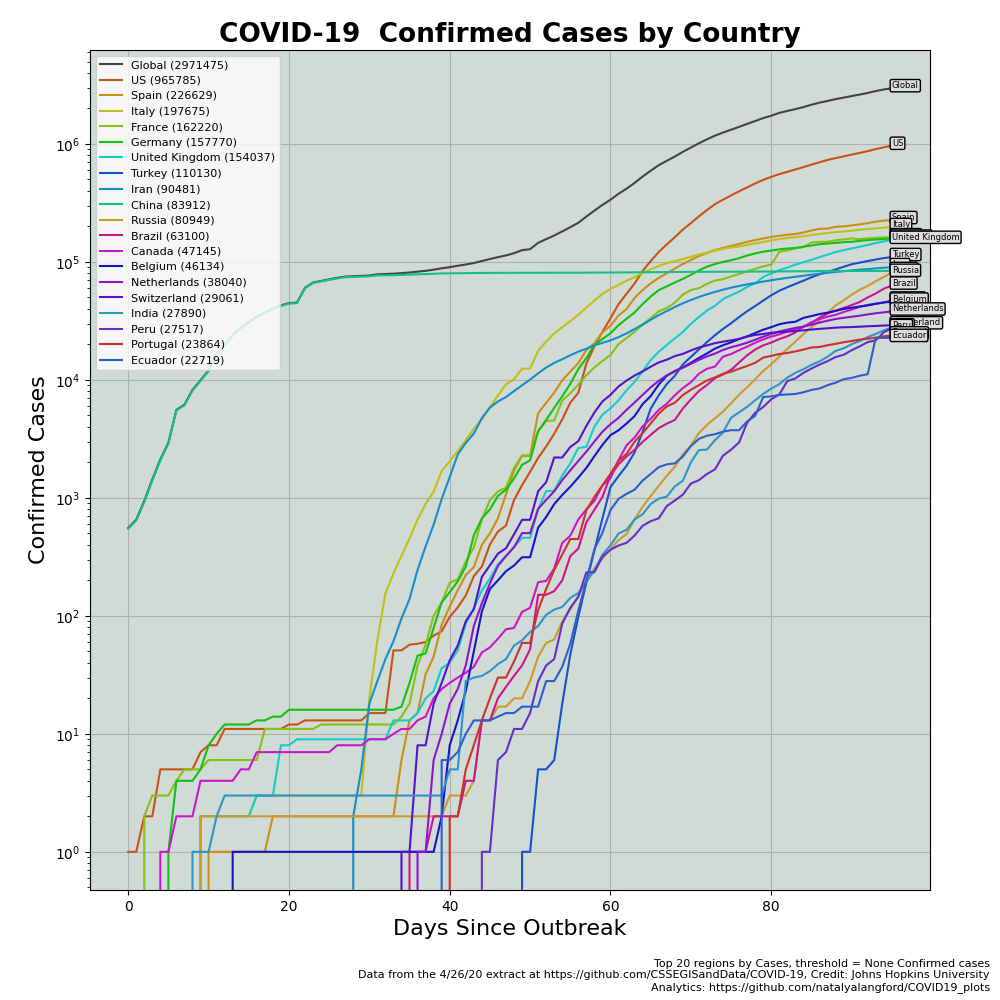 COVID-19  Confirmed Cases by Country
Global (2971475)
US (965785)
Spain (226629)
Italy (197675)
France (162220)
Germany (157770)
United Kingdom (154037)
Turkey (110130)
Iran (90481)
China (83912)
Russia (80949)
Brazil (63100)
Canada (47145)
Belgium (46134)
Netherlands (38040)
Switzerland (29061)
India (27890)
Peru (27517)
Portugal (23864)
Ecuador (22719)
Global
US
Spain
Italy
United Kingdom
Turkey
Russia
Brazil
Belgium
Netherlands
Peru
Ecuador
Confirmed Cases
10^6
10^5
10^4
10^3
10^2
10^1
10^0
0 20 40 60 80
Days Since Outbreak
Top 20 regions by Cases, threshold = None Confirmed cases
Data from the 4/26/20 extract at https://github.com/CSSEGISandData/COVID-19, Credit: Johns Hopkins University
Analytics: https://github.com/natalyalangford/COVID19_plots